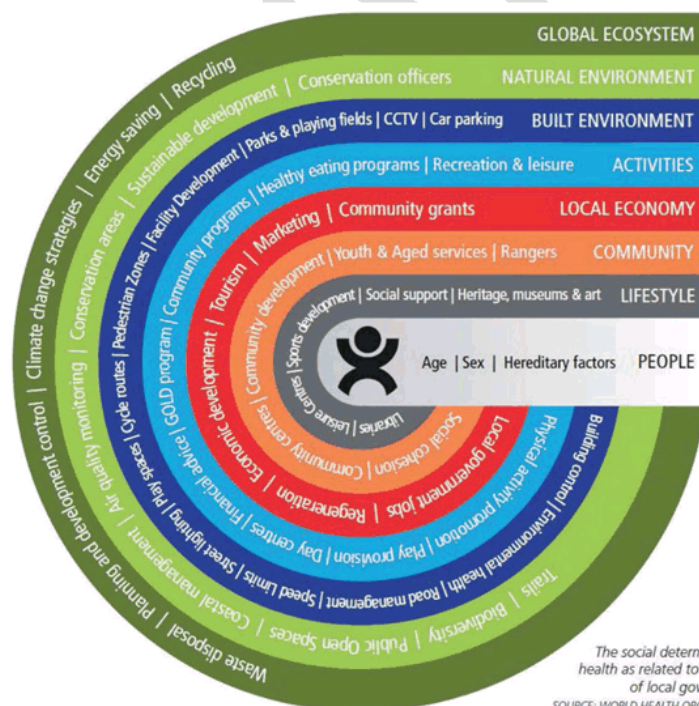 GLOBAL ECOSYSTEM
Waste disposal | Planning and development control | Climate change strategies | Energy saving | Recycling
NATURAL ENVIRONMENT
Trails | Biodiversity | Public Open Spaces | Coastal management | Air quality monitoring | Conservation areas | Sustainable development | Conservation officers
BUILT ENVIRONMENT
Building control | Environmental health | Road management | Speed Limits | Street lighting | Play spaces | Cycle routes | Pedestrian Zones | Facility Development | Parks & playing fields | CCTV | Car parking
ACTIVITIES
Physical activity promotion | Play provision | Day centres | Financial advice | GOLD program | Community programs | Healthy eating programs | Recreation & leisure
LOCAL ECONOMY
Local government jobs | Regeneration | Economic development | Tourism | Marketing | Community grants
COMMUNITY
Social cohesion | Community centres | Community development | Youth & Aged services | Rangers
LIFESTYLE
Libraries | Leisure Centres | Sports development | Social support | Heritage, museums & art
PEOPLE
Age | Sex | Hereditary factors
The social determ
health as related to
of local gov
SOURCE: WORLD HEALTH OR